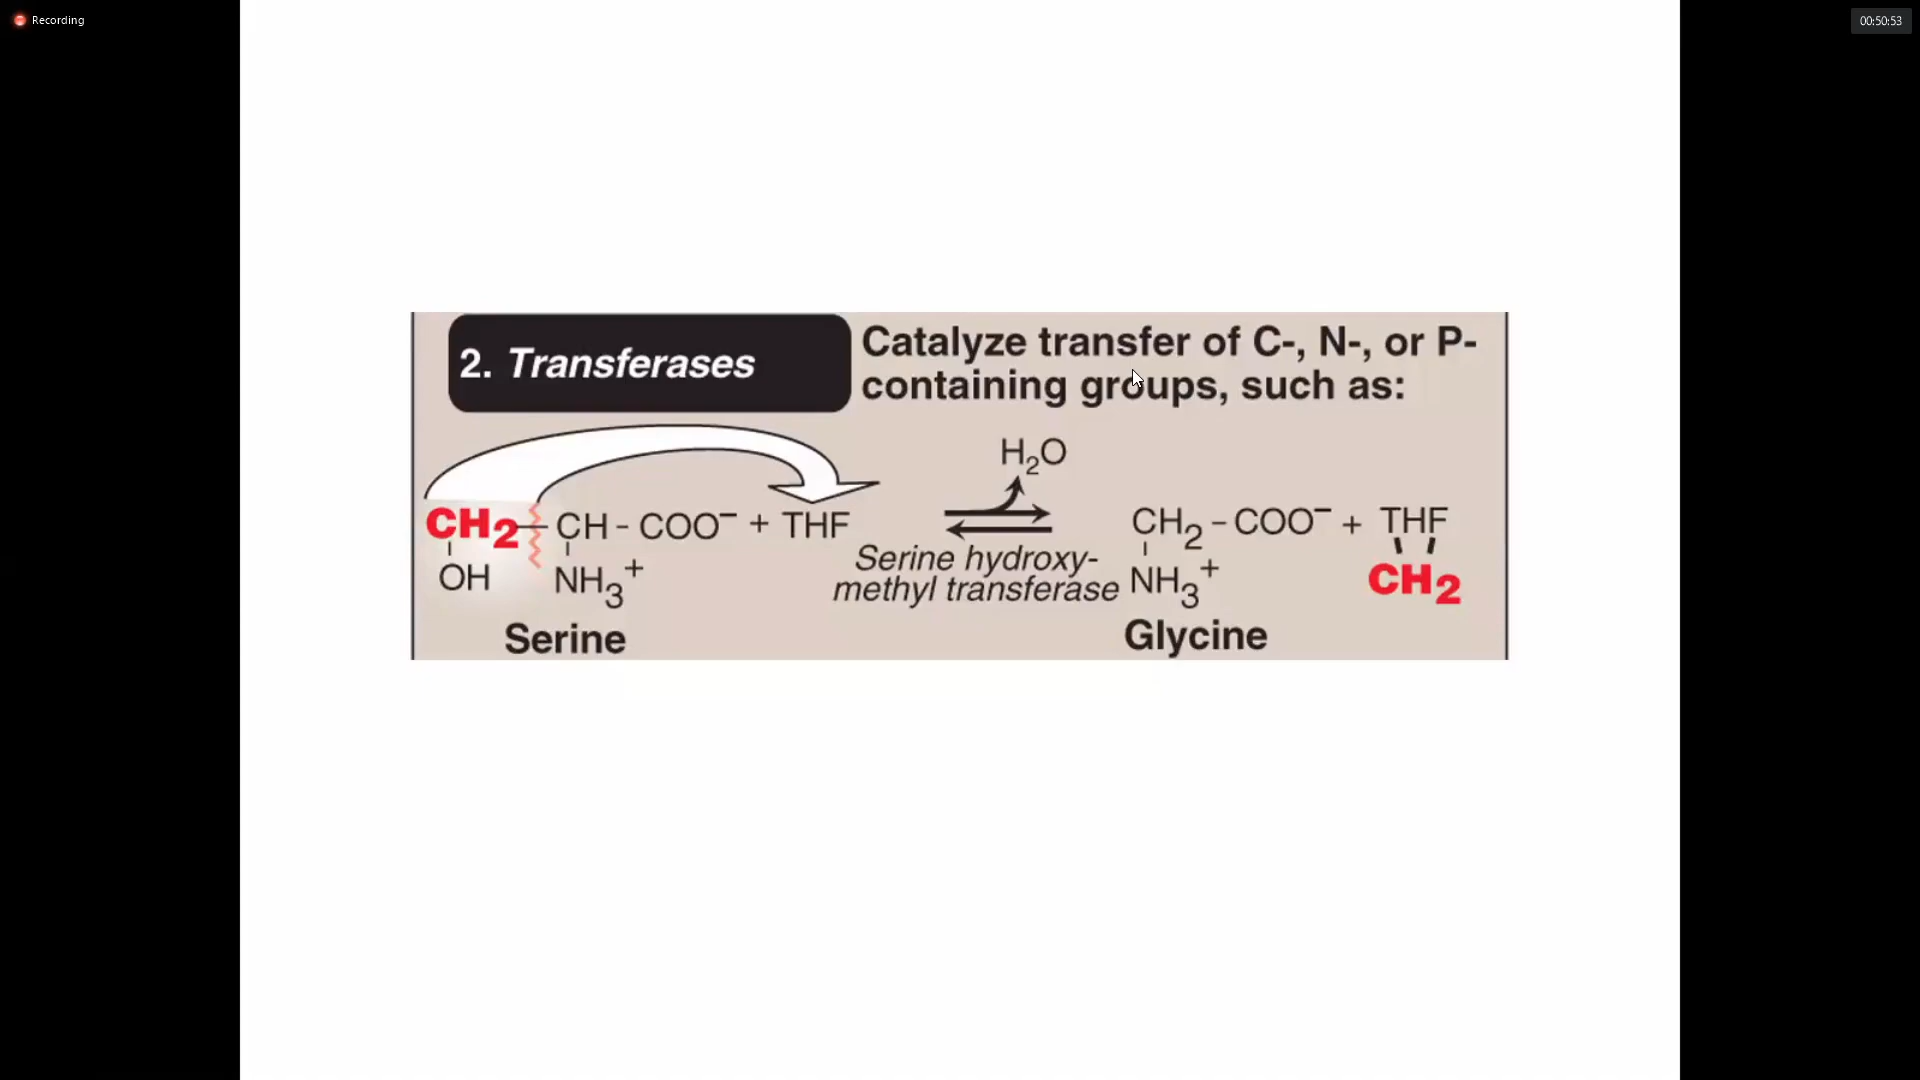 Recording
00:50:53
2. Transferases
Catalyze transfer of C-, N-, or P-
containing groups, such as:
H₂O
CH₂ – CH - COO⁻ + THF
CH₂ – COO⁻ + THF
OH NH₃⁺
Serine hydroxy-
methyl transferase
NH₃⁺ CH₂
Serine
Glycine